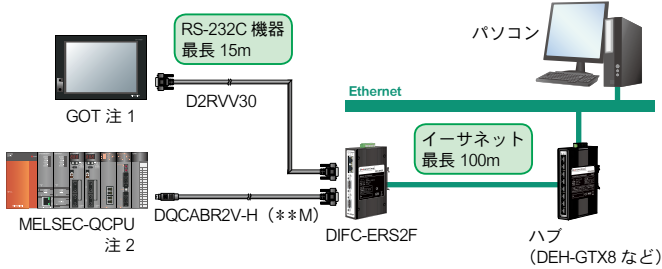 RS-232C 機器
最長 15m
パソコン
D2RVV30
GOT 注 1
Ethernet
イーサネット
最長 100m
MELSEC-QCPU
注 2
DQCABR2V-H（＊＊M）
DIFC-ERS2F
ハブ
（DEH-GTX8 など）